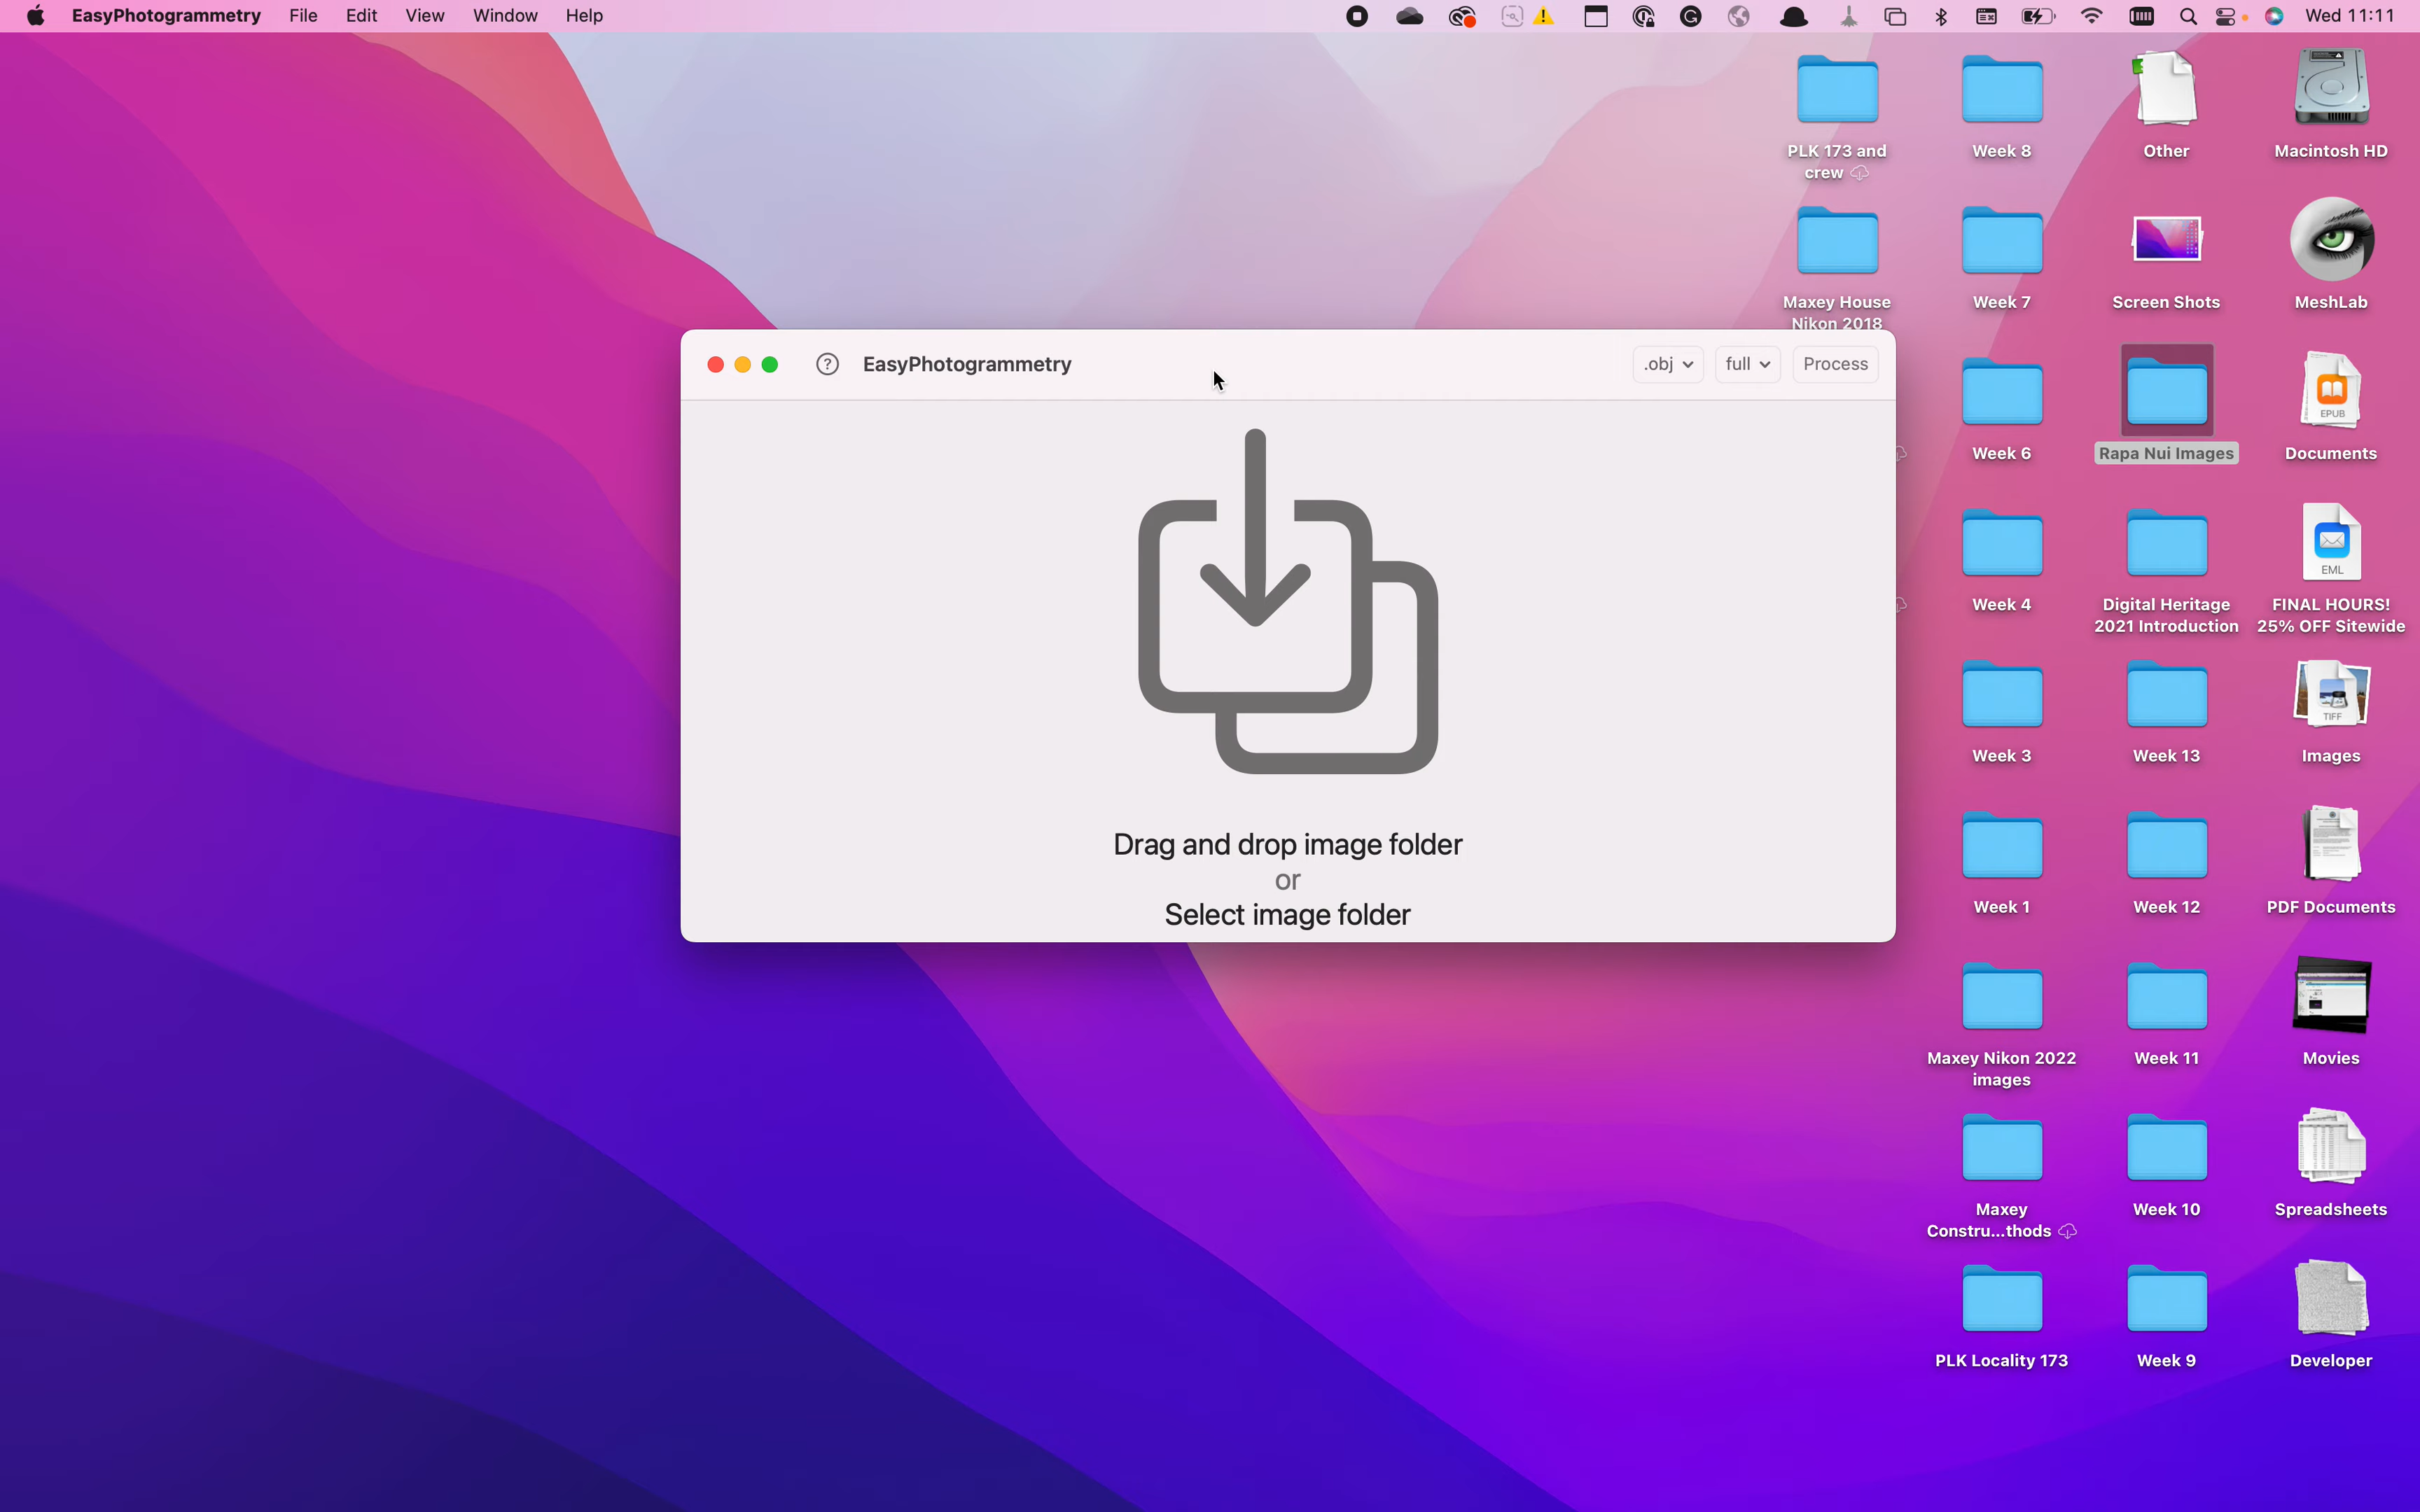 EasyPhotogrammetry File Edit View Window Help Wed 11:11
PLK 173 and
crew
Week 8
Other
Macintosh HD
Maxey House
Nikon 2018
Week 7
Screen Shots
MeshLab
EasyPhotogrammetry .obj full Process
Week 6
Rapa Nui Images
EPUB
Documents
Week 4
Digital Heritage
2021 Introduction
EML
FINAL HOURS!
25% OFF Sitewide
Week 3
Week 13
TIFF
Images
Drag and drop image folder
or
Select image folder
Week 1
Week 12
PDF Documents
Maxey Nikon 2022
images
Week 11
Movies
Maxey
Constru...thods
Week 10
Spreadsheets
PLK Locality 173
Week 9
Developer